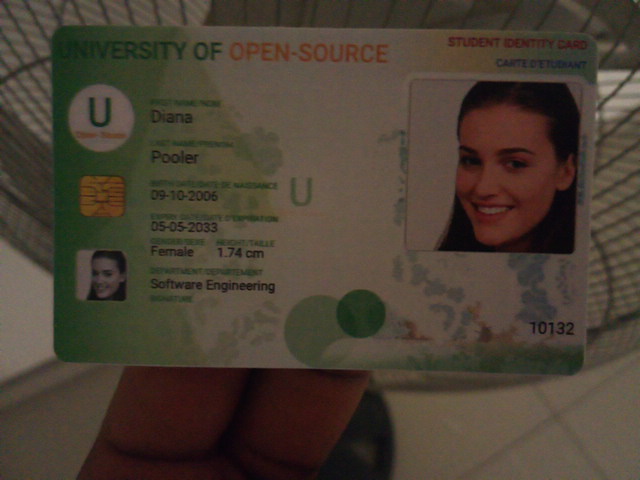 UNIVERSITY OF OPEN-SOURCE
STUDENT IDENTITY CARD
CARTE D'ETUDIANT
U
Open Source
FIRST NAME/NOM
Diana
LAST NAME/PRENOM
Pooler
BIRTH DATE/DATE DE NAISSANCE
09-10-2006
U
EXPIRY DATE/DATE D'EXPIRATION
05-05-2033
GENDER/SEXE HEIGHT/TAILLE
Female 1.74 cm
DEPARTMENT/DEPARTEMENT
Software Engineering
SIGNATURE
10132